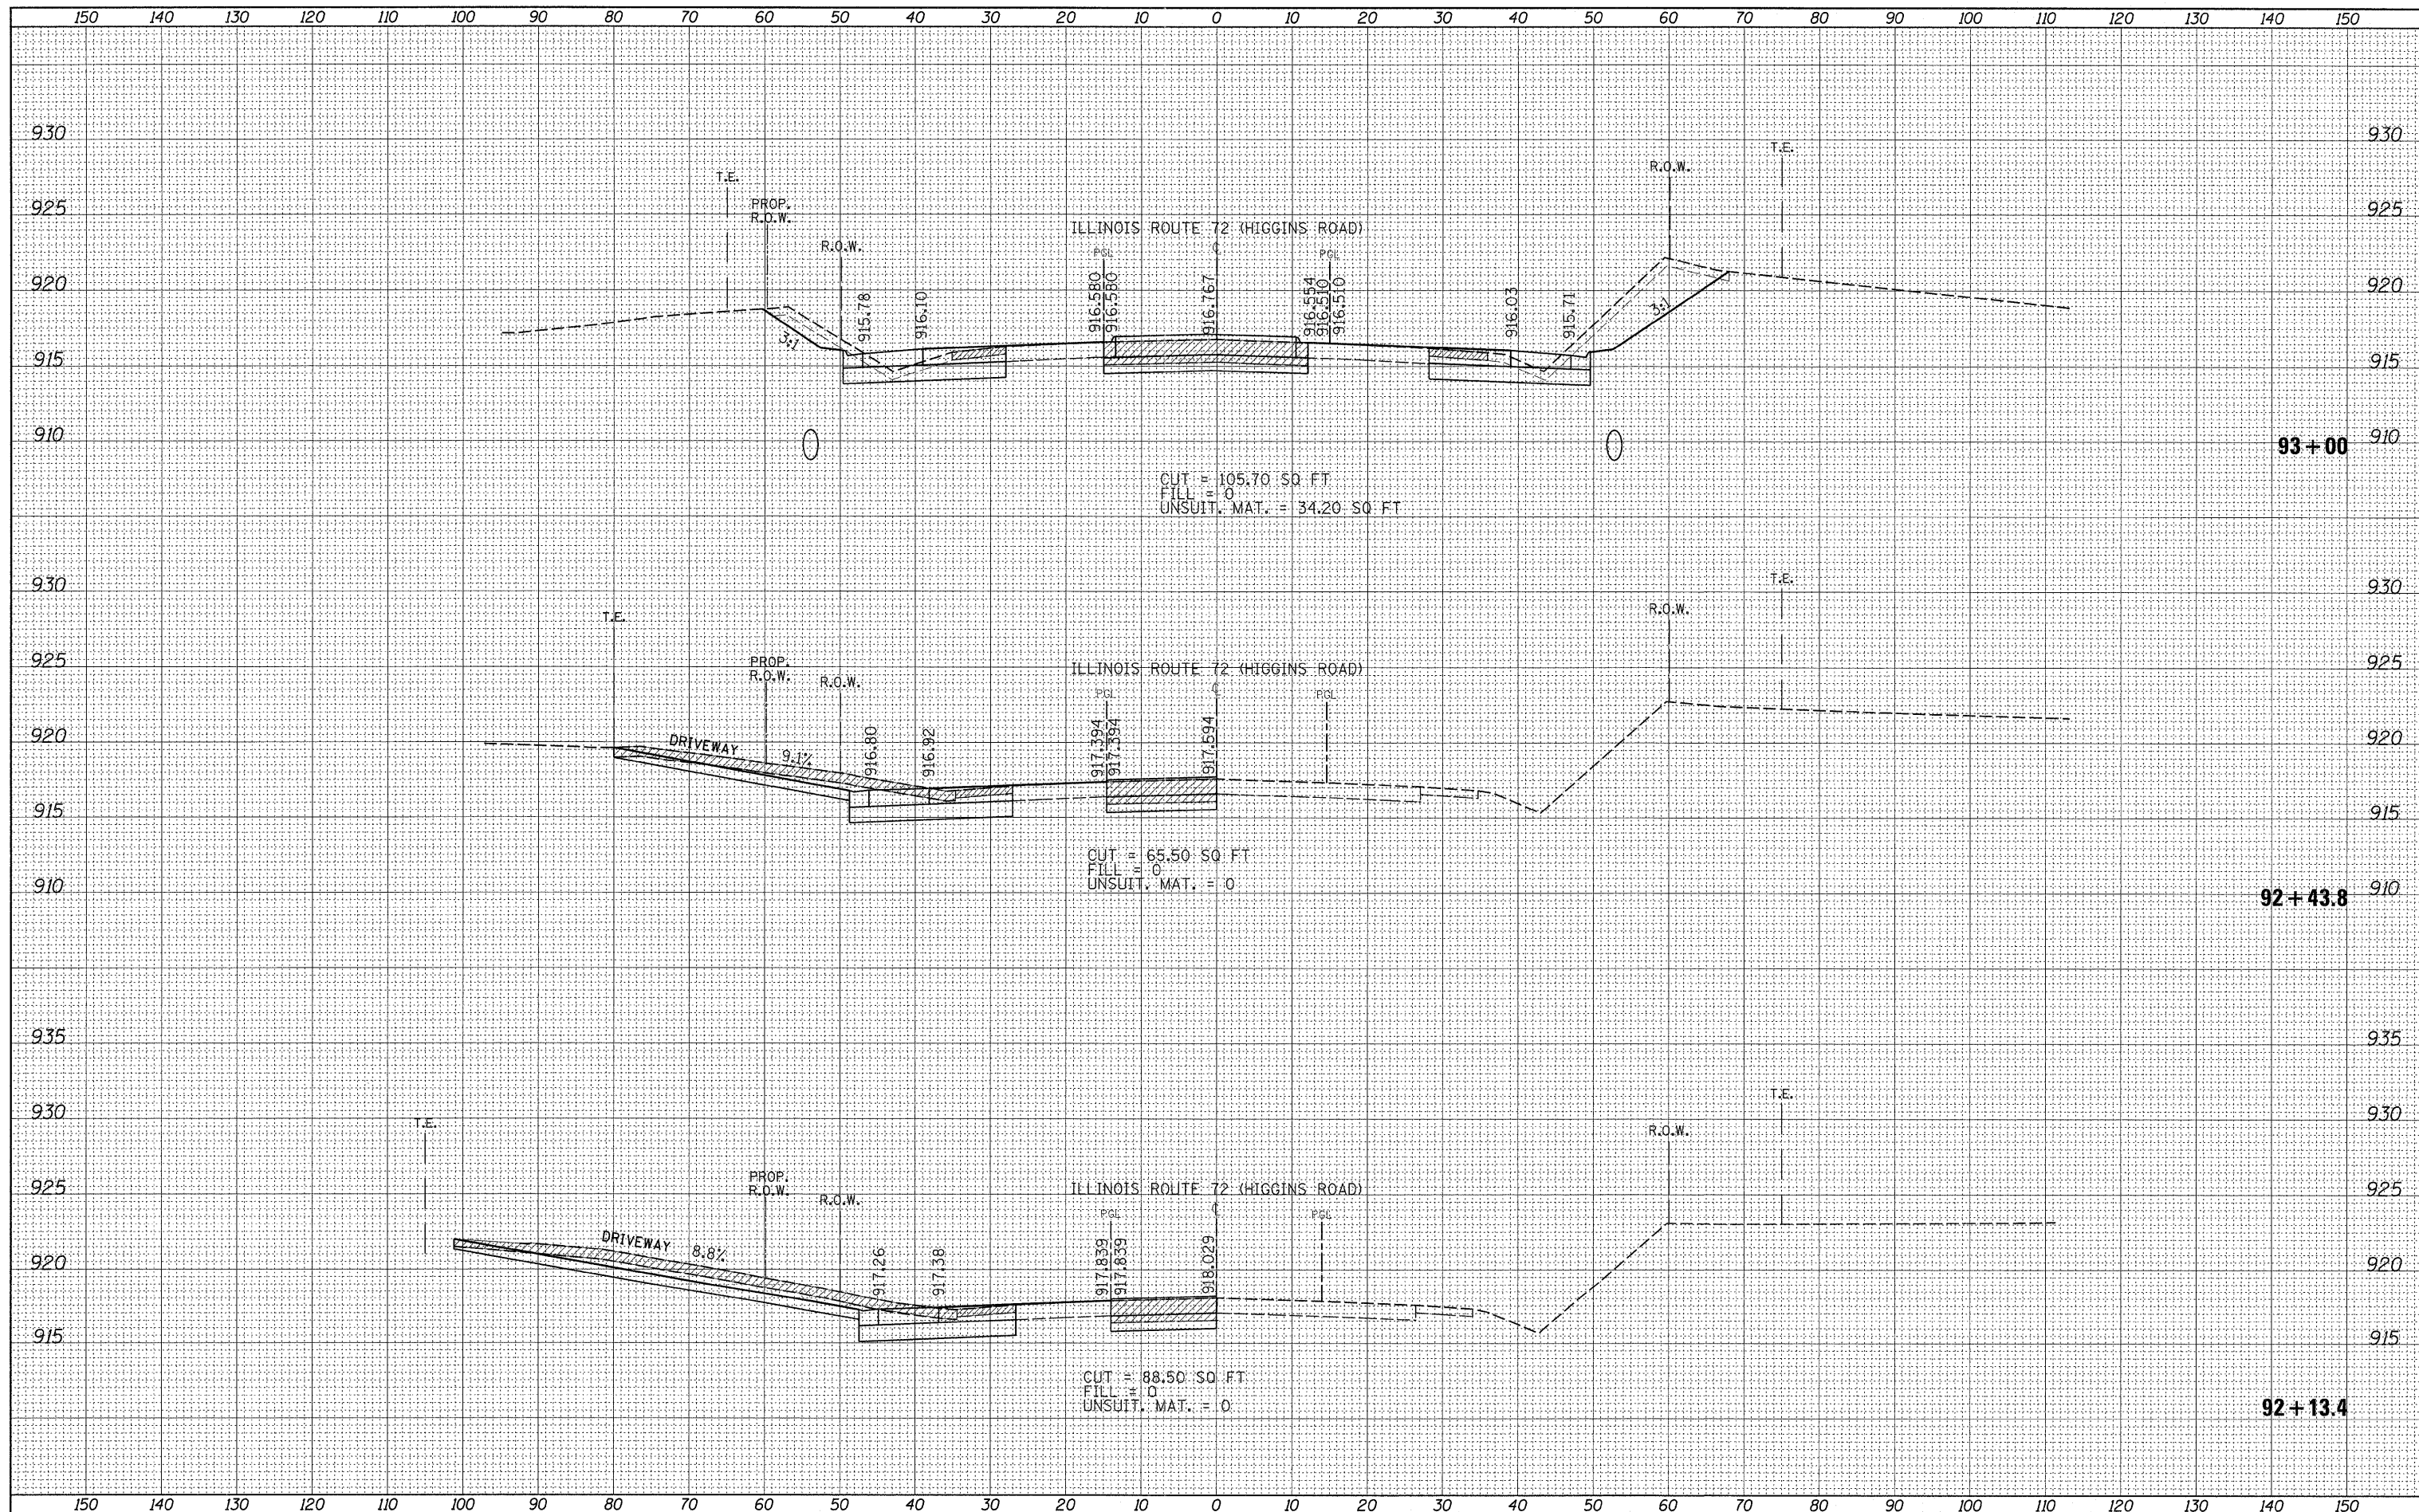 150 140 130 120 110 100 90 80 70 60 50 40 30 20 10 0 10 20 30 40 50 60 70 80 90 100 110 120 130 140 150
930 930
T.E. R.O.W. T.E.
925 PROP. 925
R.O.W.
R.O.W.
ILLINOIS ROUTE 72 (HIGGINS ROAD)
PGL ℄ PGL
920 920
915.78 916.10 916.580 916.580 916.767 916.554 916.510 916.510 916.03 915.71
3:1 3:1
915 915
910 910
93+00
CUT = 105.70 SQ FT
FILL = 0
UNSUIT. MAT. = 34.20 SQ FT
930 930
T.E. R.O.W. T.E.
925 925
PROP.
R.O.W.
R.O.W.
ILLINOIS ROUTE 72 (HIGGINS ROAD)
PGL ℄ PGL
920 920
DRIVEWAY 9.1%
916.80 916.92 917.394 917.394 917.594
915 915
CUT = 65.50 SQ FT
FILL = 0
UNSUIT. MAT. = 0
910 910
92+43.8
935 935
930 930
T.E. R.O.W. T.E.
925 925
PROP.
R.O.W.
R.O.W.
ILLINOIS ROUTE 72 (HIGGINS ROAD)
PGL ℄ PGL
920 920
DRIVEWAY 8.8%
917.26 917.38 917.839 917.839 918.029
915 915
CUT = 88.50 SQ FT
FILL = 0
UNSUIT. MAT. = 0
92+13.4
150 140 130 120 110 100 90 80 70 60 50 40 30 20 10 0 10 20 30 40 50 60 70 80 90 100 110 120 130 140 150